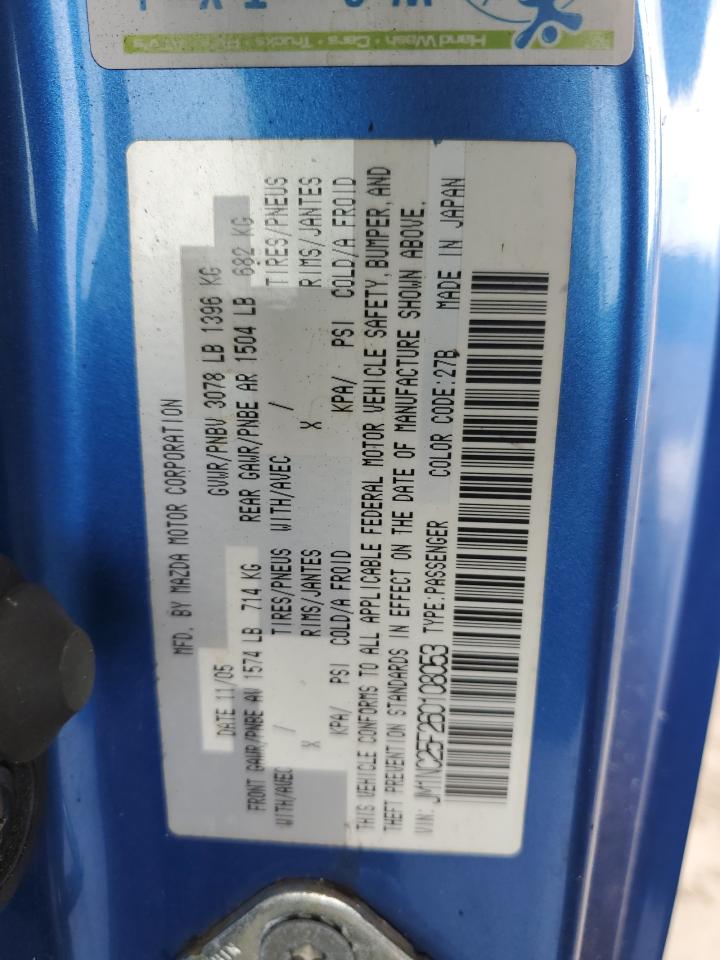 Hand Wash · Cars · Trucks
MFD. BY MAZDA MOTOR CORPORATION
DATE 11/05 GVWR/PNBV 3078 LB 1396 KG
FRONT GAWR/PNBE AV 1574 LB 714 KG REAR GAWR/PNBE AR 1504 LB 682 KG
WITH/AVEC / TIRES/PNEUS WITH/AVEC / TIRES/PNEUS
X RIMS/JANTES X RIMS/JANTES
KPA/ PSI COLD/A FROID KPA/ PSI COLD/A FROID
THIS VEHICLE CONFORMS TO ALL APPLICABLE FEDERAL MOTOR VEHICLE SAFETY, BUMPER, AND
THEFT PREVENTION STANDARDS IN EFFECT ON THE DATE OF MANUFACTURE SHOWN ABOVE.
VIN: JM1NC25F260108053 TYPE:PASSENGER COLOR CODE:27B MADE IN JAPAN